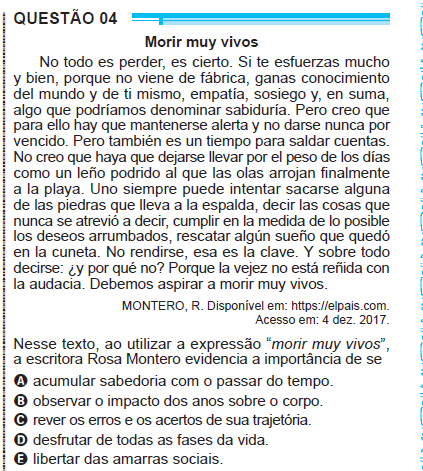 QUESTÃO 04
Morir muy vivos
No todo es perder, es cierto. Si te esfuerzas mucho
y bien, porque no viene de fábrica, ganas conocimiento
del mundo y de ti mismo, empatía, sosiego y, en suma,
algo que podríamos denominar sabiduría. Pero creo que
para ello hay que mantenerse alerta y no darse nunca por
vencido. Pero también es un tiempo para saldar cuentas.
No creo que haya que dejarse llevar por el peso de los días
como un leño podrido al que las olas arrojan finalmente
a la playa. Uno siempre puede intentar sacarse alguna
de las piedras que lleva a la espalda, decir las cosas que
nunca se atrevió a decir, cumplir en la medida de lo posible
los deseos arrumbados, rescatar algún sueño que quedó
en la cuneta. No rendirse, esa es la clave. Y sobre todo
decirse: ¿y por qué no? Porque la vejez no está reñida con
la audacia. Debemos aspirar a morir muy vivos.
MONTERO, R. Disponível em: https://elpais.com.
Acesso em: 4 dez. 2017.
Nesse texto, ao utilizar a expressão “morir muy vivos”,
a escritora Rosa Montero evidencia a importância de se
A acumular sabedoria com o passar do tempo.
B observar o impacto dos anos sobre o corpo.
C rever os erros e os acertos de sua trajetória.
D desfrutar de todas as fases da vida.
E libertar das amarras sociais.